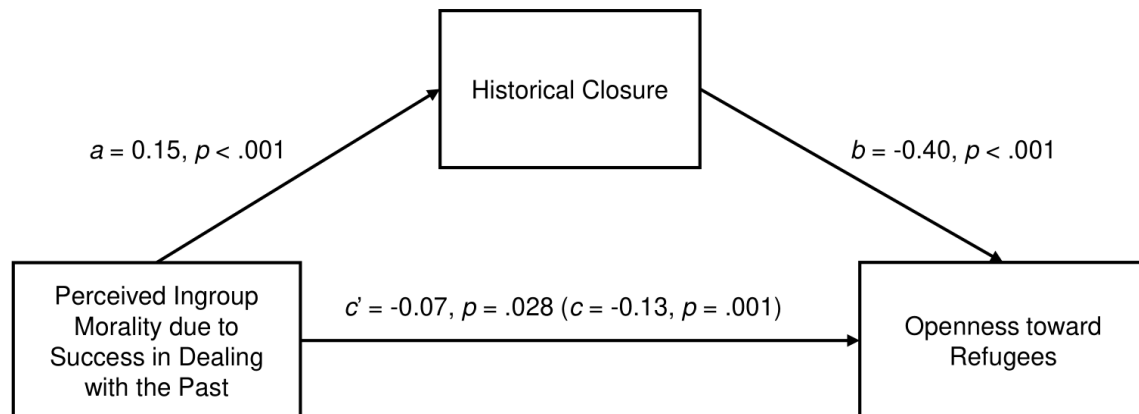 Historical Closure
a = 0.15, p < .001
b = -0.40, p < .001
Perceived Ingroup
Morality due to
Success in Dealing
with the Past
c’ = -0.07, p = .028 (c = -0.13, p = .001)
Openness toward
Refugees